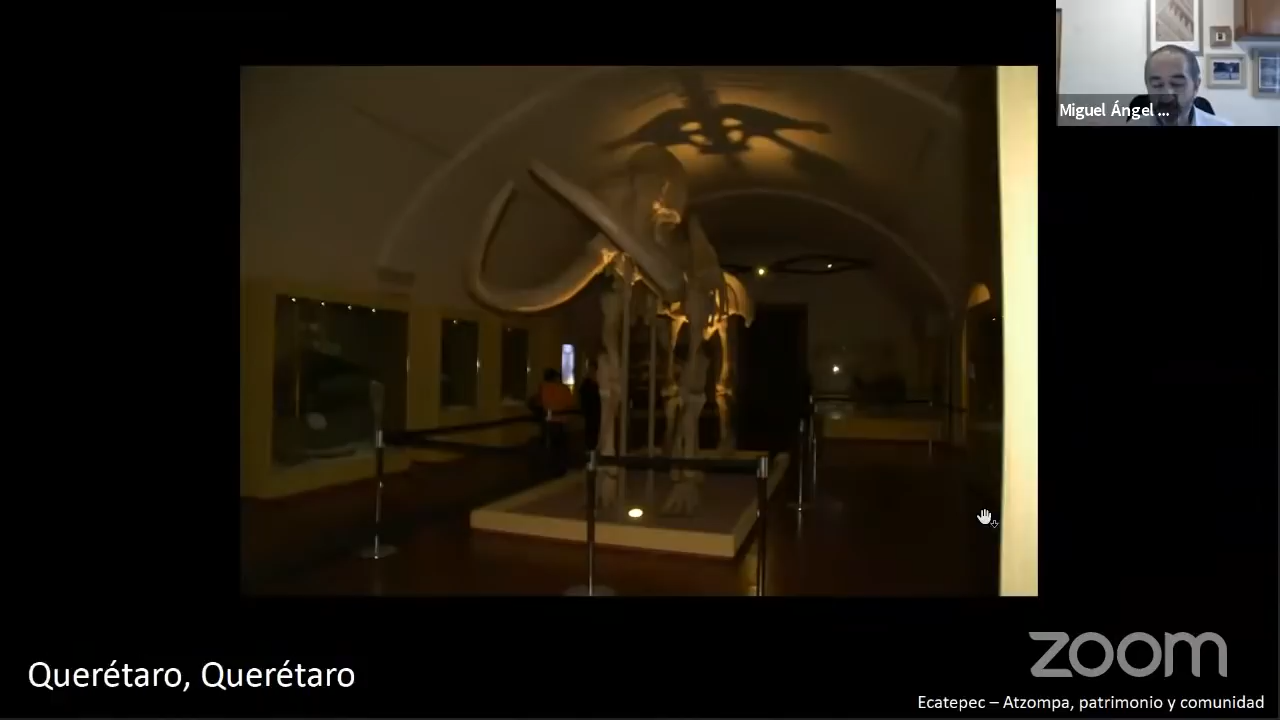 Miguel Ángel ...
Querétaro, Querétaro
zoom
Ecatepec – Atzompa, patrimonio y comunidad